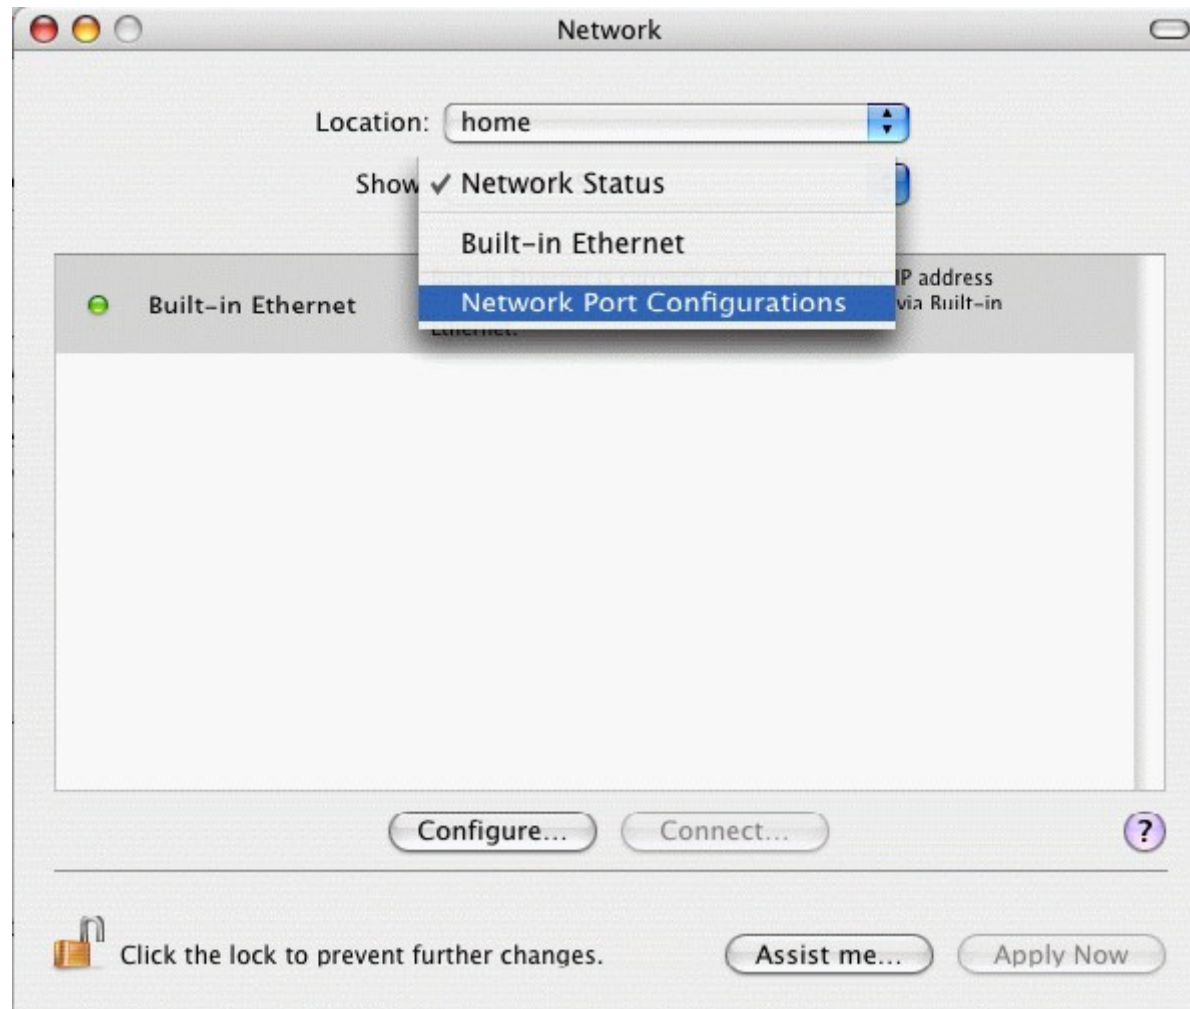 Network
Location: home
Show
✓ Network Status
Built-in Ethernet
Network Port Configurations
Built-in Ethernet
IP address
via Built-in
Ethernet.
Configure...
Connect...
?
Click the lock to prevent further changes.
Assist me...
Apply Now